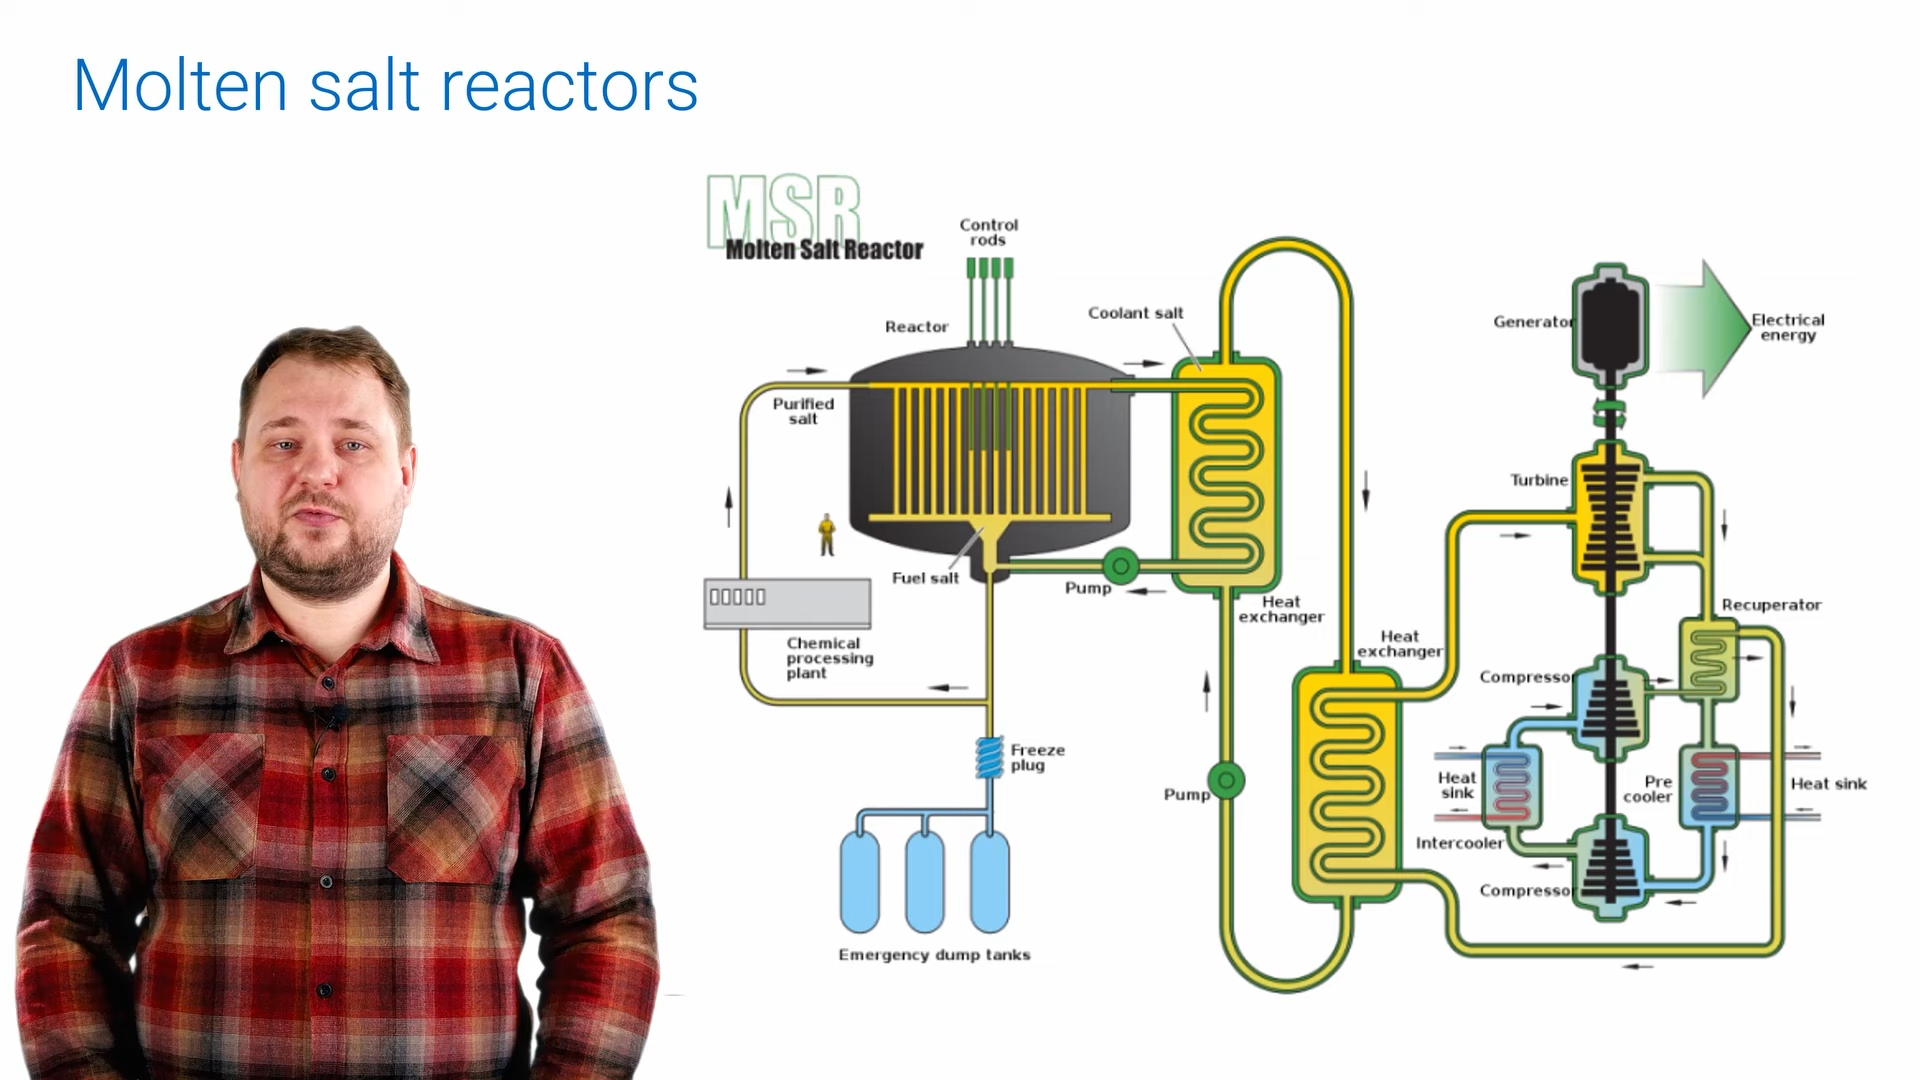 Molten salt reactors
MSR
Molten Salt Reactor
Control
rods
Reactor
Coolant salt
Purified
salt
Fuel salt
Pump
Heat
exchanger
Chemical
processing
plant
Freeze
plug
Emergency dump tanks
Pump
Heat
exchanger
Generator
Electrical
energy
Turbine
Recuperator
Compressor
Heat
sink
Pre
cooler
Heat sink
Intercooler
Compressor